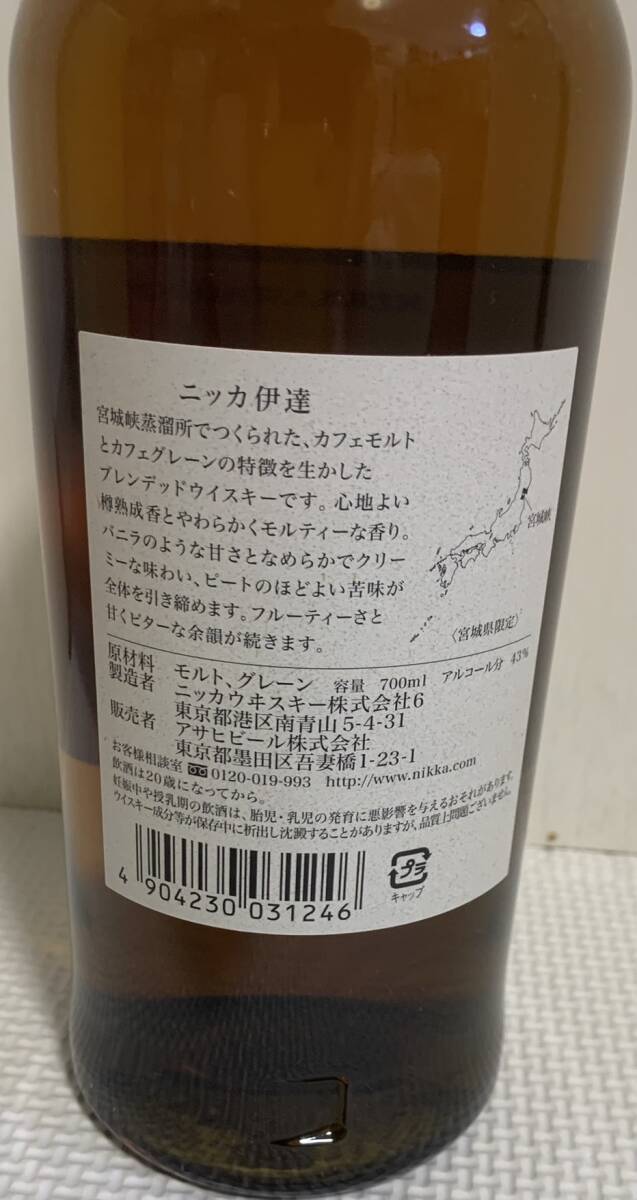 ニッカ伊達
宮城峡蒸溜所でつくられた、カフェモルト
とカフェグレーンの特徴を生かした
ブレンデッドウイスキーです。心地よい
樽熟成香とやわらかくモルティーな香り。
バニラのような甘さとなめらかでクリー
ミーな味わい、ピートのほどよい苦味が
全体を引き締めます。フルーティーさと
甘くビターな余韻が続きます。
宮城峡
〈宮城県限定〉
原材料 モルト、グレーン 容量 700ml アルコール分 43%
製造者 ニッカウヰスキー株式会社6
東京都港区南青山5-4-31
販売者 アサヒビール株式会社
東京都墨田区吾妻橋1-23-1
お客様相談室 0120-019-993 http://www.nikka.com
飲酒は20歳になってから。
妊娠中や授乳期の飲酒は、胎児・乳児の発育に悪影響を与えるおそれがあります。
ウイスキー成分等が保存中に析出し沈澱することがありますが、品質上問題ございません。
4 904230 031246
プラ
キャップ